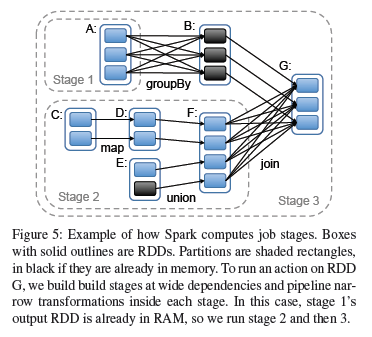 A:
B:
G:
Stage 1
groupBy
C:
D:
F:
map
E:
join
Stage 2
union
Stage 3
Figure 5: Example of how Spark computes job stages. Boxes
with solid outlines are RDDs. Partitions are shaded rectangles,
in black if they are already in memory. To run an action on RDD
G, we build build stages at wide dependencies and pipeline nar-
row transformations inside each stage. In this case, stage 1's
output RDD is already in RAM, so we run stage 2 and then 3.